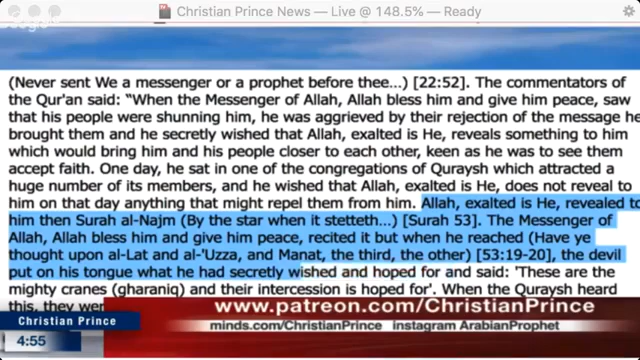 Christian Prince News — Live @ 148.5% — Ready
(Never sent We a messenger or a prophet before thee...) [22:52]. The commentators of
the Qur'an said: "When the Messenger of Allah, Allah bless him and give him peace, saw
that his people were shunning him, he was aggrieved by their rejection of the message he
brought them and he secretly wished that Allah, exalted is He, reveals something to him
which would bring him and his people closer to each other, keen as he was to see them
accept faith. One day, he sat in one of the congregations of Quraysh which attracted a
huge number of its members, and he wished that Allah, exalted is He, does not reveal to
him on that day anything that might repel them from him. Allah, exalted is He, revealed to
him then Surah al-Najm (By the star when it stetteth...) [Surah 53]. The Messenger of
Allah, Allah bless him and give him peace, recited it but when he reached (Have ye
thought upon al-Lat and al-'Uzza, and Manat, the third, the other) [53:19-20], the devil
put on his tongue what he had secretly wished and hoped for and said: 'These are the
mighty cranes (gharaniq) and their intercession is hoped for'. When the Quraysh heard
this, they were
www.patreon.com/ChristianPrince
Christian Prince
minds.com/ChristianPrince instagram ArabianProphet
4:55